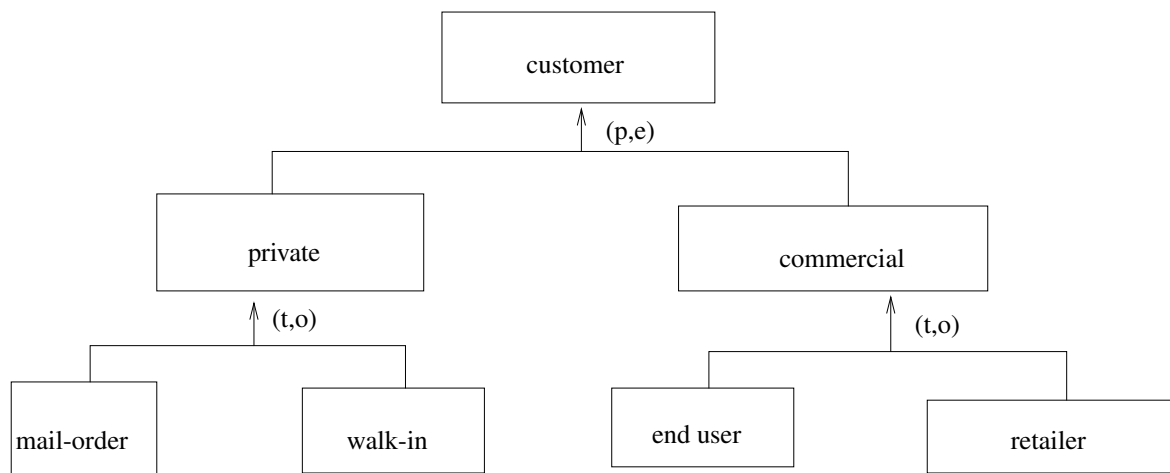 customer
(p,e)
private
commercial
(t,o)
(t,o)
mail-order
walk-in
end user
retailer